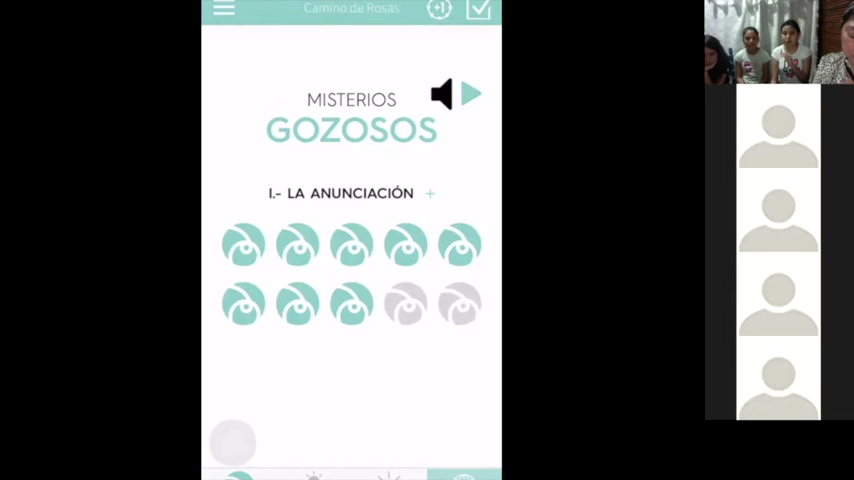 Camino de Rosas
+1
MISTERIOS
GOZOSOS
I.- LA ANUNCIACIÓN +